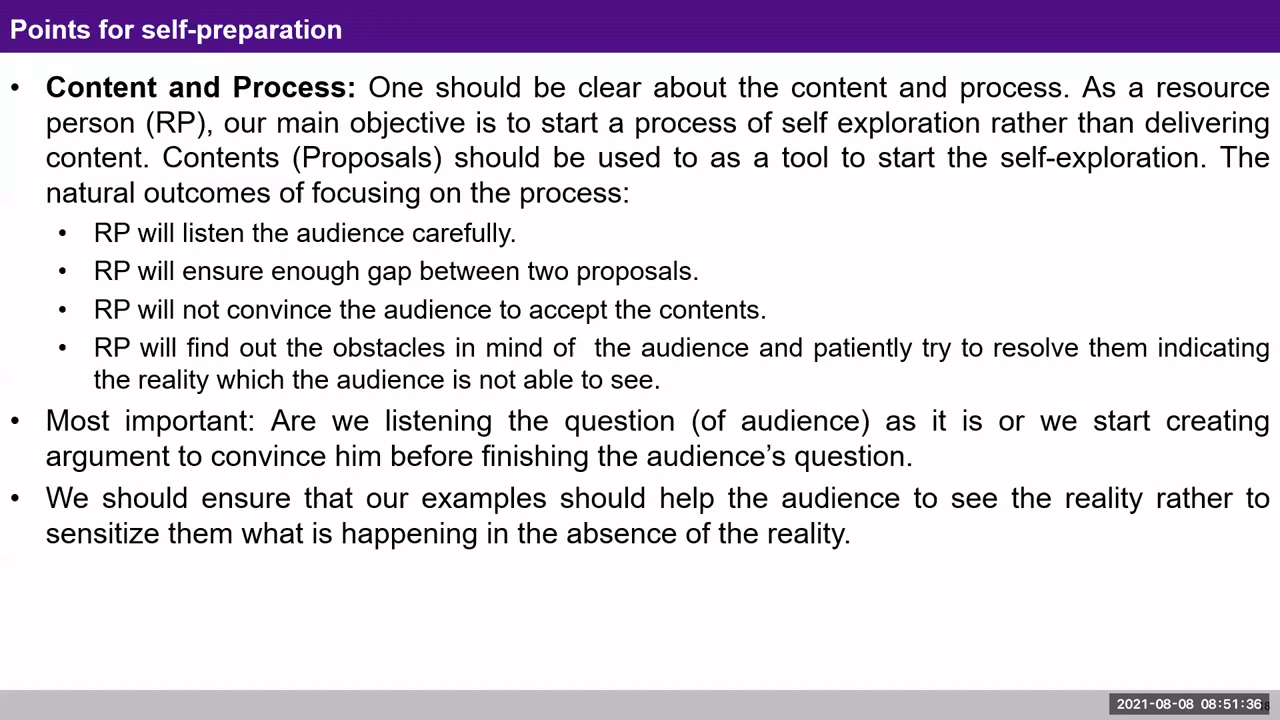 Points for self-preparation
• Content and Process: One should be clear about the content and process. As a resource
person (RP), our main objective is to start a process of self exploration rather than delivering
content. Contents (Proposals) should be used to as a tool to start the self-exploration. The
natural outcomes of focusing on the process:
• RP will listen the audience carefully.
• RP will ensure enough gap between two proposals.
• RP will not convince the audience to accept the contents.
• RP will find out the obstacles in mind of  the audience and patiently try to resolve them indicating
the reality which the audience is not able to see.
• Most important: Are we listening the question (of audience) as it is or we start creating
argument to convince him before finishing the audience’s question.
• We should ensure that our examples should help the audience to see the reality rather to
sensitize them what is happening in the absence of the reality.
2021-08-08 08:51:36